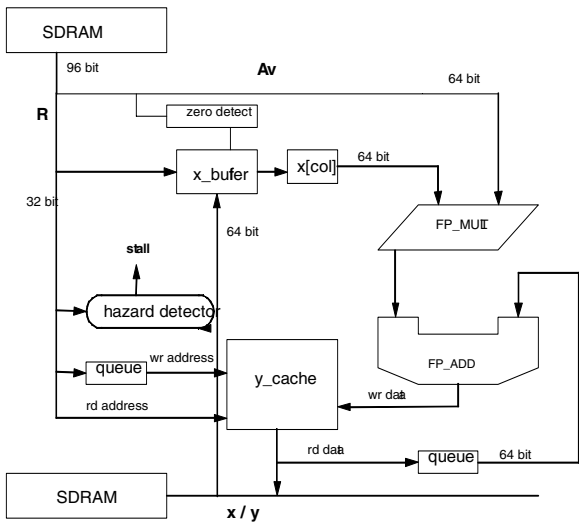 SDRAM
96 bit
Av
64 bit
R
zero detect
x_bufer
x[col]
64 bit
32 bit
64 bit
FP_MULT
stall
hazard detector
queue
wr address
y_cache
FP_ADD
rd address
wr data
rd data
queue
64 bit
SDRAM
x / y